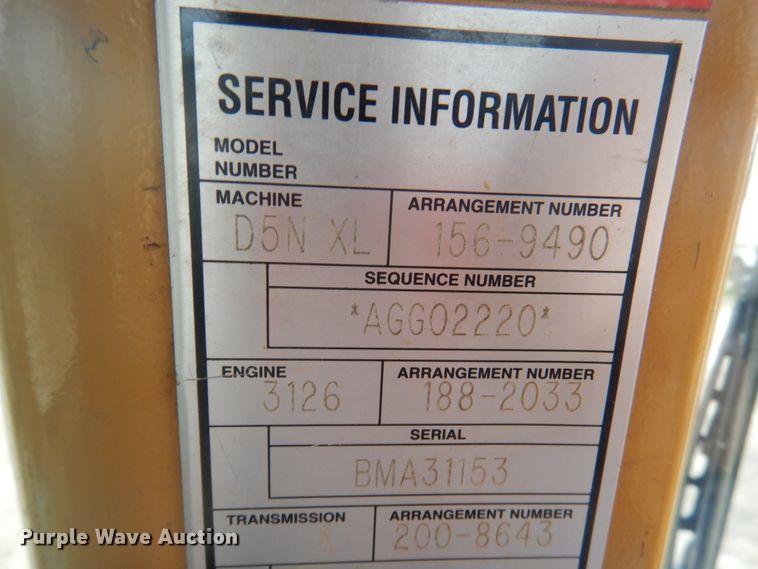 SERVICE INFORMATION
MODEL
NUMBER
MACHINE
D5N XL
ARRANGEMENT NUMBER
156-9490
SEQUENCE NUMBER
*AGG02220*
ENGINE
3126
ARRANGEMENT NUMBER
188-2033
SERIAL
BMA31153
TRANSMISSION
ARRANGEMENT NUMBER
200-8643
Purple Wave Auction®